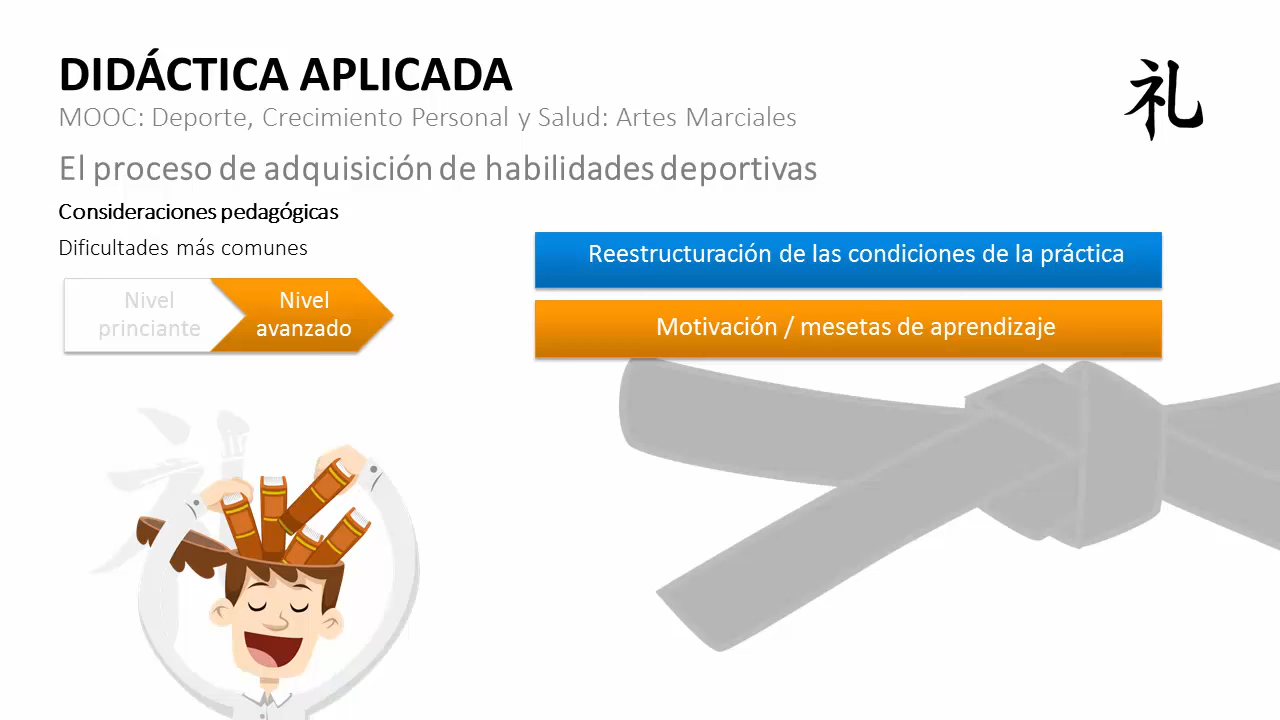 DIDÁCTICA APLICADA
礼
MOOC: Deporte, Crecimiento Personal y Salud: Artes Marciales
El proceso de adquisición de habilidades deportivas
Consideraciones pedagógicas
Dificultades más comunes
Nivel
princiante
Nivel
avanzado
Reestructuración de las condiciones de la práctica
Motivación / mesetas de aprendizaje